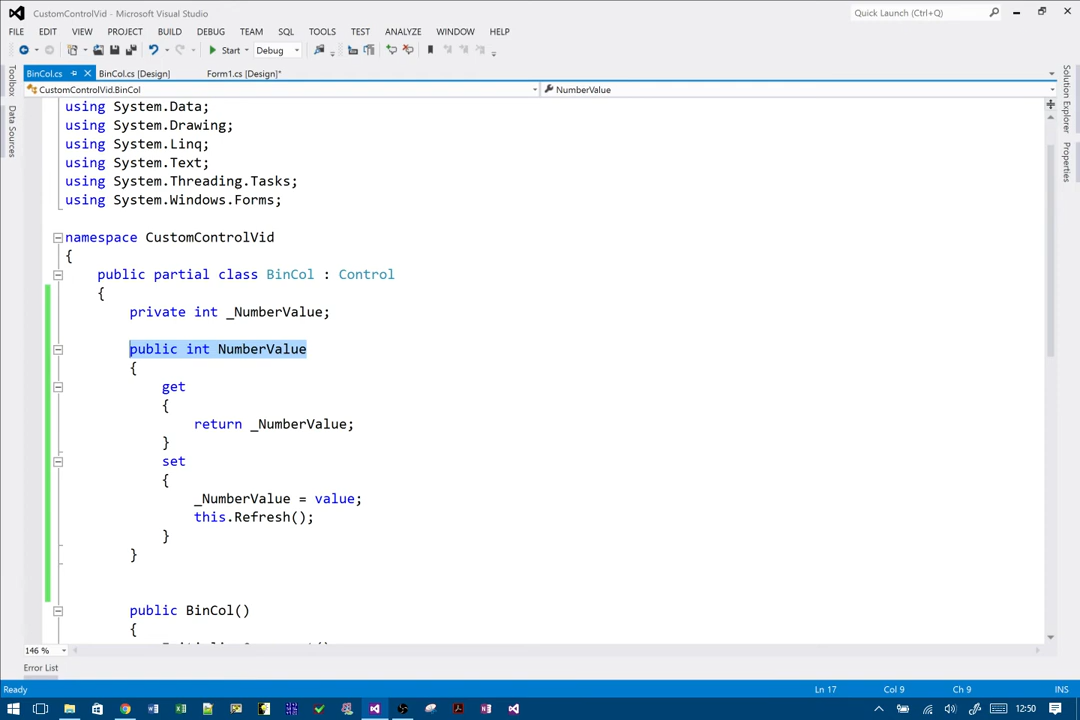 CustomControlVid - Microsoft Visual Studio
Quick Launch (Ctrl+Q)
FILE EDIT VIEW PROJECT BUILD DEBUG TEAM SQL TOOLS TEST ANALYZE WINDOW HELP
Start Debug
BinCol.cs BinCol.cs [Design] Form1.cs [Design]*
CustomControlVid.BinCol NumberValue
Toolbox
Data Sources
Solution Explorer
Properties
using System.Data;
using System.Drawing;
using System.Linq;
using System.Text;
using System.Threading.Tasks;
using System.Windows.Forms;
namespace CustomControlVid
{
public partial class BinCol : Control
{
private int _NumberValue;
public int NumberValue
{
get
{
return _NumberValue;
}
set
{
_NumberValue = value;
this.Refresh();
}
}
public BinCol()
{
146 %
Error List
Ready Ln 17 Col 9 Ch 9 INS
12:50